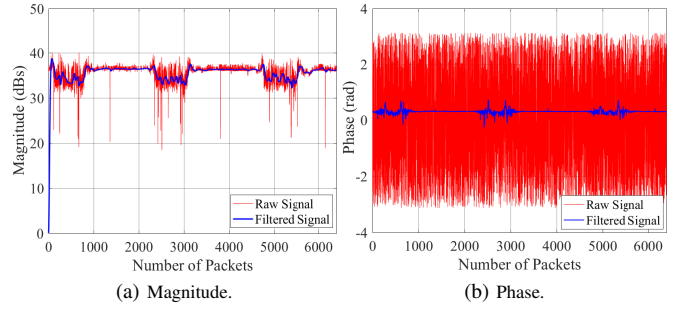 50
40
30
20
10
0
Magnitude (dBs)
0 1000 2000 3000 4000 5000 6000
Number of Packets
Raw Signal
Filtered Signal
(a) Magnitude.
4
2
0
-2
-4
Phase (rad)
0 1000 2000 3000 4000 5000 6000
Number of Packets
Raw Signal
Filtered Signal
(b) Phase.